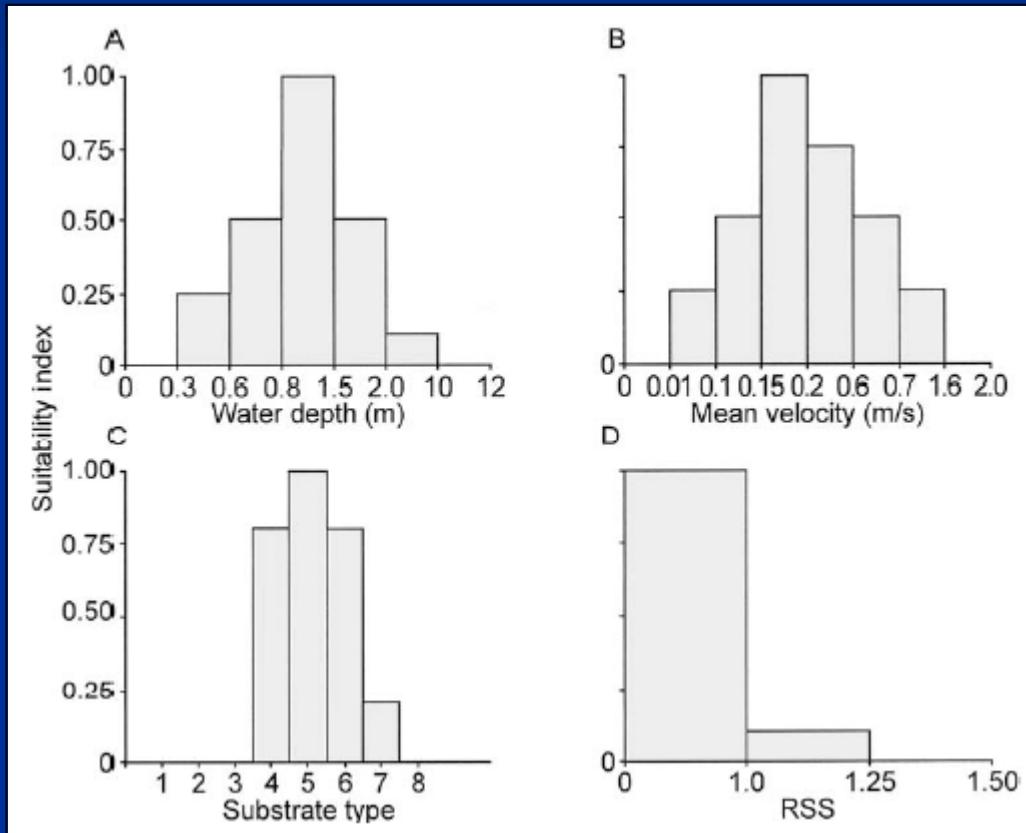 A
B
1.00
0.75
0.50
0.25
0
0 0.3 0.6 0.8 1.5 2.0 10 12
Water depth (m)
0
0 0.01 0.1 0.15 0.2 0.6 0.7 1.6 2.0
Mean velocity (m/s)
Suitability index
C
D
1.00
0.75
0.50
0.25
0
1 2 3 4 5 6 7 8
Substrate type
0
0 1.0 1.25 1.50
RSS